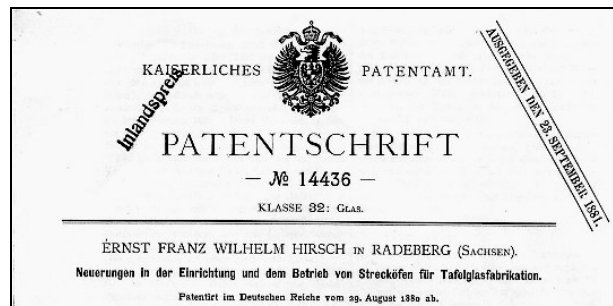 KAISERLICHES PATENTAMT.
Inlandspreis
AUSGEGEBEN DEN 23. SEPTEMBER 1881.
PATENTSCHRIFT
— № 14436 —
KLASSE 32: GLAS.
ERNST FRANZ WILHELM HIRSCH IN RADEBERG (SACHSEN).
Neuerungen in der Einrichtung und dem Betrieb von Strecköfen für Tafelglasfabrikation.
Patentirt im Deutschen Reiche vom 29. August 1880 ab.